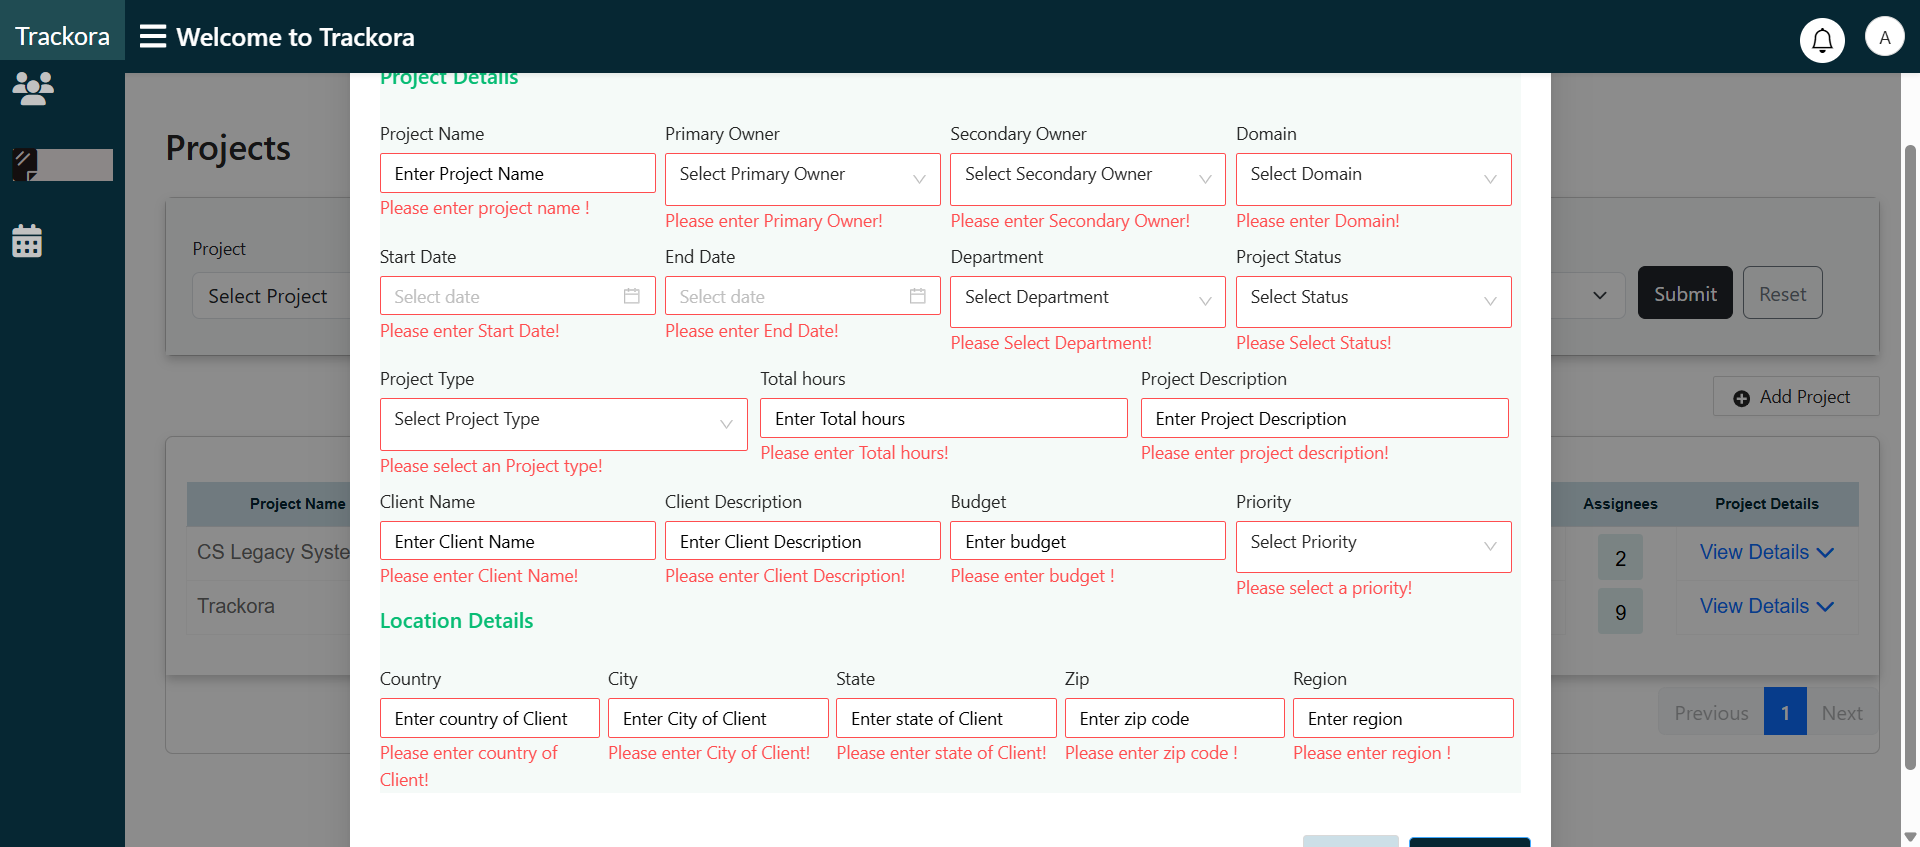 Trackora
Welcome to Trackora
A
Project Details
Projects
Project Name
Primary Owner
Secondary Owner
Domain
Enter Project Name
Select Primary Owner
Select Secondary Owner
Select Domain
Please enter project name !
Please enter Primary Owner!
Please enter Secondary Owner!
Please enter Domain!
Project
Start Date
End Date
Department
Project Status
Select Project
Select date
Select date
Select Department
Select Status
Submit
Reset
Please enter Start Date!
Please enter End Date!
Please Select Department!
Please Select Status!
Project Type
Total hours
Project Description
Add Project
Select Project Type
Enter Total hours
Enter Project Description
Please select an Project type!
Please enter Total hours!
Please enter project description!
Client Name
Client Description
Budget
Priority
Project Name
Assignees
Project Details
Enter Client Name
Enter Client Description
Enter budget
Select Priority
CS Legacy Syste
2
View Details
Please enter Client Name!
Please enter Client Description!
Please enter budget !
Please select a priority!
Trackora
9
View Details
Location Details
Country
City
State
Zip
Region
Enter country of Client
Enter City of Client
Enter state of Client
Enter zip code
Enter region
Previous
1
Next
Please enter country of
Client!
Please enter City of Client!
Please enter state of Client!
Please enter zip code !
Please enter region !